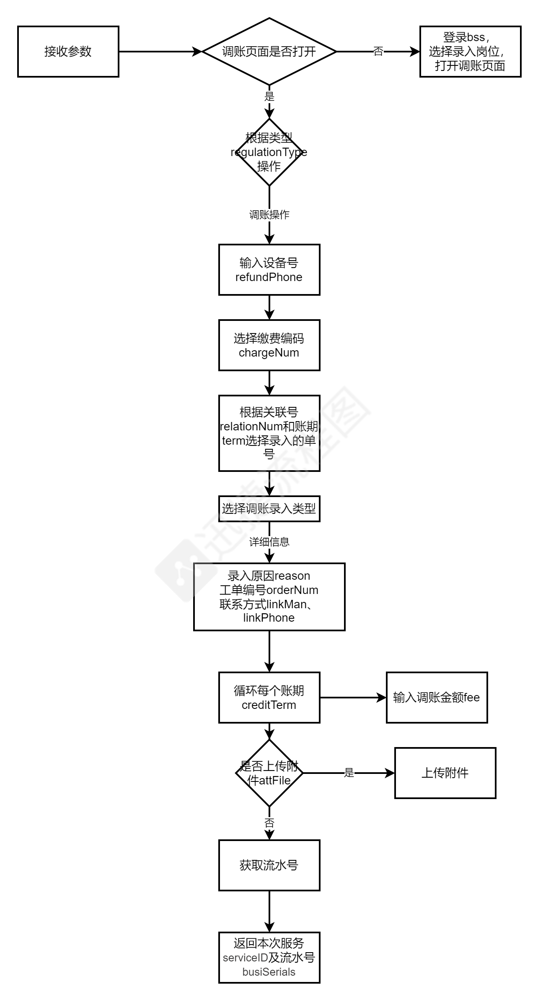 接收参数
调账页面是否打开
否
登录bss，
选择录入岗位，
打开调账页面
是
根据类型
regulationType
操作
调账操作
输入设备号
refundPhone
选择缴费编码
chargeNum
根据关联号
relationNum和账期
term选择录入的单
号
选择调账录入类型
详细信息
录入原因reason
工单编号orderNum
联系方式linkMan、
linkPhone
循环每个账期
creditTerm
输入调账金额fee
是否上传附
件attFile
是
上传附件
否
获取流水号
返回本次服务
serviceID及流水号
busiSerials
迅捷流程图